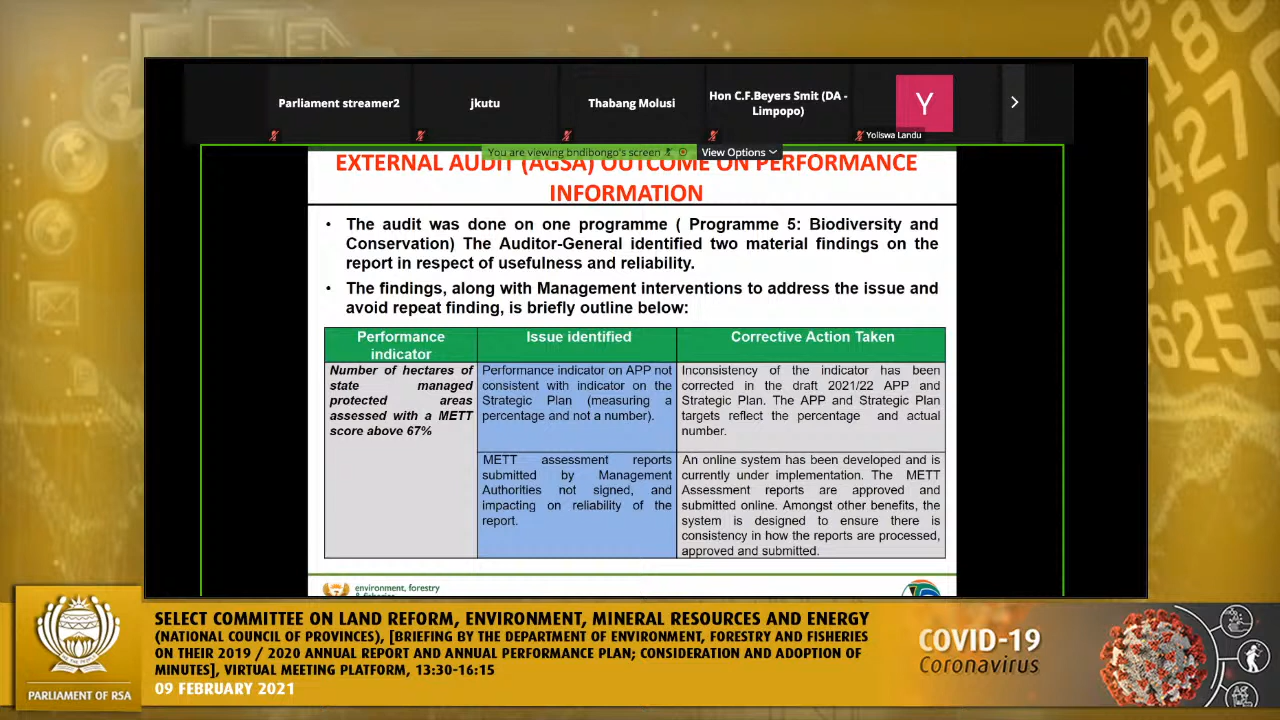 Parliament streamer2
jkutu
Thabang Molusi
Hon C.F.Beyers Smit (DA -
Limpopo)
Y
Yoliswa Landu
You are viewing bndibongo's screen
View Options
EXTERNAL AUDIT (AGSA) OUTCOME ON PERFORMANCE
INFORMATION
• The audit was done on one programme ( Programme 5: Biodiversity and
Conservation) The Auditor-General identified two material findings on the
report in respect of usefulness and reliability.
• The findings, along with Management interventions to address the issue and
avoid repeat finding, is briefly outline below:
Performance
indicator
Issue identified
Corrective Action Taken
Number of hectares of
state managed
protected areas
assessed with a METT
score above 67%
Performance indicator on APP not
consistent with indicator on the
Strategic Plan (measuring a
percentage and not a number).
Inconsistency of the indicator has been
corrected in the draft 2021/22 APP and
Strategic Plan. The APP and Strategic Plan
targets reflect the percentage and actual
number.
METT assessment reports
submitted by Management
Authorities not signed, and
impacting on reliability of the
report.
An online system has been developed and is
currently under implementation. The METT
Assessment reports are approved and
submitted online. Amongst other benefits, the
system is designed to ensure there is
consistency in how the reports are processed,
approved and submitted.
environment, forestry
PARLIAMENT OF RSA
SELECT COMMITTEE ON LAND REFORM, ENVIRONMENT, MINERAL RESOURCES AND ENERGY
(NATIONAL COUNCIL OF PROVINCES), [BRIEFING BY THE DEPARTMENT OF ENVIRONMENT, FORESTRY AND FISHERIES
ON THEIR 2019 / 2020 ANNUAL REPORT AND ANNUAL PERFORMANCE PLAN; CONSIDERATION AND ADOPTION OF
MINUTES], VIRTUAL MEETING PLATFORM, 13:30-16:15
09 FEBRUARY 2021
COVID-19
Coronavirus